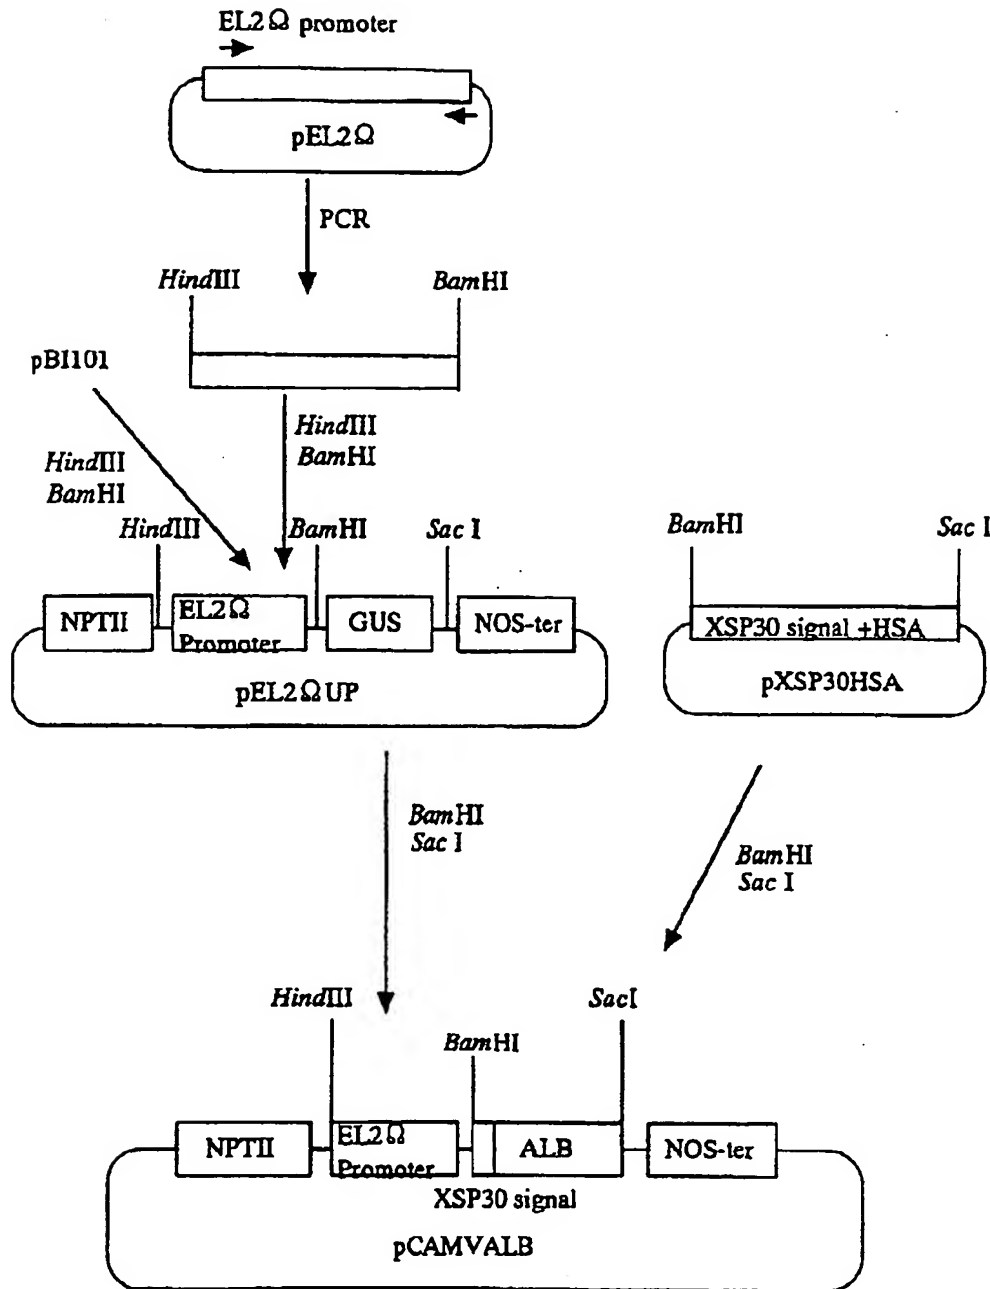 EL2Ω promoter
pEL2Ω
PCR
HindIII
BamHI
pBI101
HindIII
BamHI
HindIII
BamHI
HindIII
BamHI
Sac I
BamHI
Sac I
NPTII
EL2Ω
Promoter
GUS
NOS-ter
XSP30 signal +HSA
pEL2ΩUP
pXSP30HSA
BamHI
Sac I
BamHI
Sac I
HindIII
SacI
BamHI
NPTII
EL2Ω
Promoter
ALB
NOS-ter
XSP30 signal
pCAMVALB